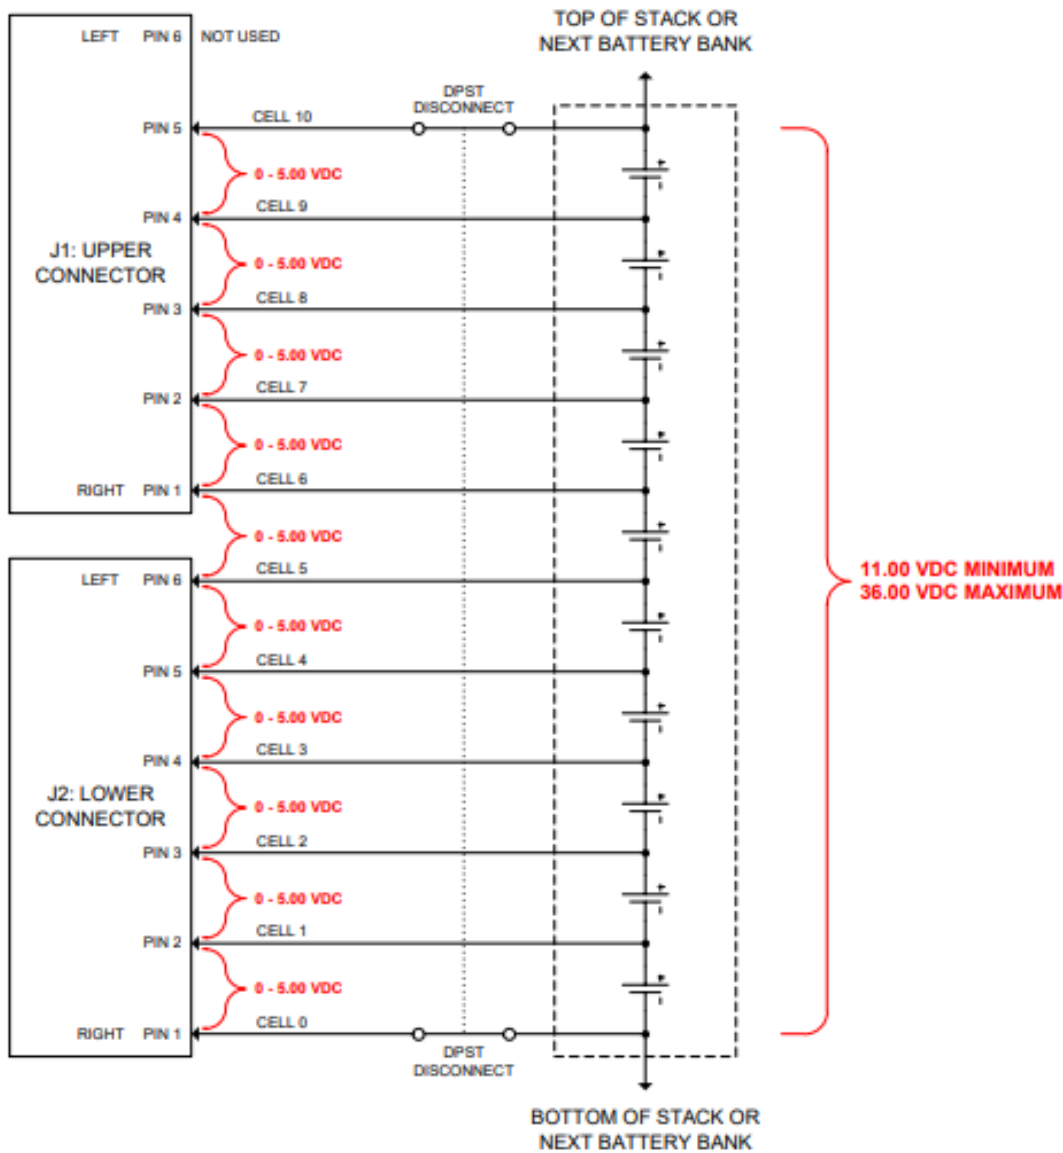 TOP OF STACK OR
NEXT BATTERY BANK
LEFT PIN 6 NOT USED
DPST
DISCONNECT
CELL 10
PIN 5
0 - 5.00 VDC
CELL 9
PIN 4
J1: UPPER
CONNECTOR
0 - 5.00 VDC
CELL 8
PIN 3
0 - 5.00 VDC
CELL 7
PIN 2
0 - 5.00 VDC
CELL 6
RIGHT PIN 1
0 - 5.00 VDC
CELL 5
LEFT PIN 6
11.00 VDC MINIMUM
36.00 VDC MAXIMUM
0 - 5.00 VDC
CELL 4
PIN 5
0 - 5.00 VDC
CELL 3
PIN 4
J2: LOWER
CONNECTOR
0 - 5.00 VDC
CELL 2
PIN 3
0 - 5.00 VDC
CELL 1
PIN 2
0 - 5.00 VDC
CELL 0
RIGHT PIN 1
DPST
DISCONNECT
BOTTOM OF STACK OR
NEXT BATTERY BANK